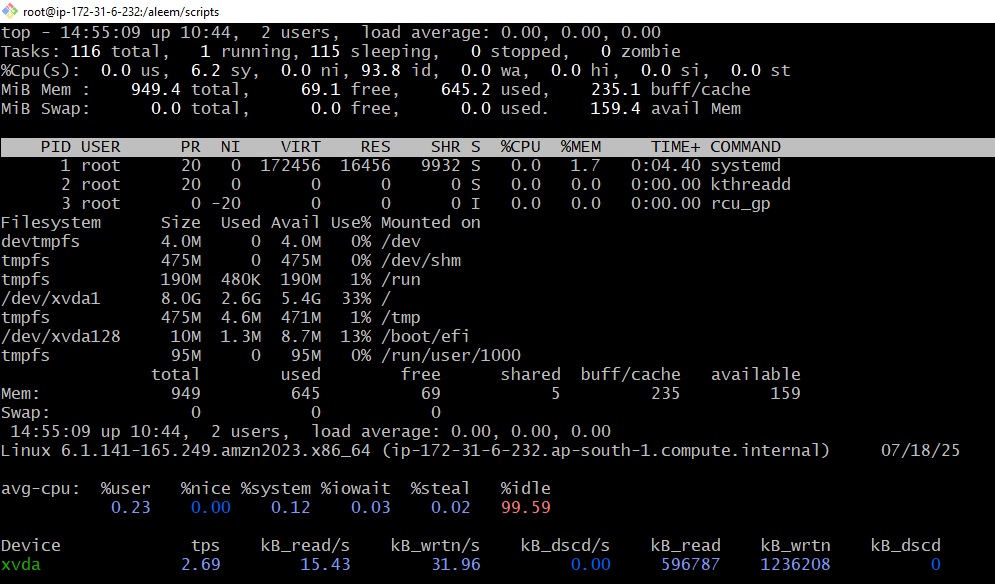 root@ip-172-31-6-232:/aleem/scripts
top - 14:55:09 up 10:44,  2 users,  load average: 0.00, 0.00, 0.00
Tasks: 116 total,   1 running, 115 sleeping,   0 stopped,   0 zombie
%Cpu(s):  0.0 us,  6.2 sy,  0.0 ni, 93.8 id,  0.0 wa,  0.0 hi,  0.0 si,  0.0 st
MiB Mem :    949.4 total,     69.1 free,    645.2 used,    235.1 buff/cache
MiB Swap:      0.0 total,      0.0 free,      0.0 used.    159.4 avail Mem
    PID USER      PR  NI    VIRT    RES    SHR S  %CPU  %MEM     TIME+ COMMAND
      1 root      20   0  172456  16456   9932 S   0.0   1.7   0:04.40 systemd
      2 root      20   0       0      0      0 S   0.0   0.0   0:00.00 kthreadd
      3 root       0 -20       0      0      0 I   0.0   0.0   0:00.00 rcu_gp
Filesystem      Size  Used Avail Use% Mounted on
devtmpfs        4.0M     0  4.0M   0% /dev
tmpfs           475M     0  475M   0% /dev/shm
tmpfs           190M  480K  190M   1% /run
/dev/xvda1      8.0G  2.6G  5.4G  33% /
tmpfs           475M  4.6M  471M   1% /tmp
/dev/xvda128     10M  1.3M  8.7M  13% /boot/efi
tmpfs            95M     0   95M   0% /run/user/1000
               total        used        free      shared  buff/cache   available
Mem:             949         645          69           5         235         159
Swap:              0           0           0
 14:55:09 up 10:44,  2 users,  load average: 0.00, 0.00, 0.00
Linux 6.1.141-165.249.amzn2023.x86_64 (ip-172-31-6-232.ap-south-1.compute.internal)     07/18/25
avg-cpu:  %user   %nice %system %iowait  %steal   %idle
           0.23    0.00    0.12    0.03    0.02   99.59
Device             tps    kB_read/s    kB_wrtn/s    kB_dscd/s    kB_read    kB_wrtn    kB_dscd
xvda              2.69        15.43        31.96         0.00     596787    1236208          0